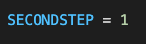 SECONDSTEP = 1